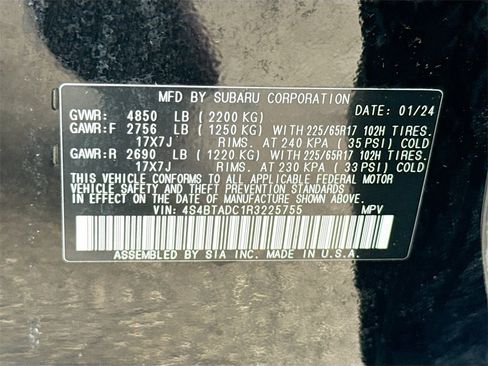 MFD BY SUBARU CORPORATION
GVWR: 4850 LB ( 2200 KG) DATE: 01/24
GAWR:F 2756 LB ( 1250 KG) WITH 225/65R17 102H TIRES.
17X7J RIMS. AT 240 KPA ( 35 PSI) COLD
GAWR:R 2690 LB ( 1220 KG) WITH 225/65R17 102H TIRES.
17X7J RIMS. AT 230 KPA ( 33 PSI) COLD
THIS VEHICLE CONFORMS TO ALL APPLICABLE FEDERAL MOTOR
VEHICLE SAFETY AND THEFT PREVENTION STANDARDS
IN EFFECT ON THE DATE OF MANUFACTURE SHOWN ABOVE.
VIN: 4S4BTADC1R3225755 MPV
ASSEMBLED BY SIA INC. MADE IN U.S.A.